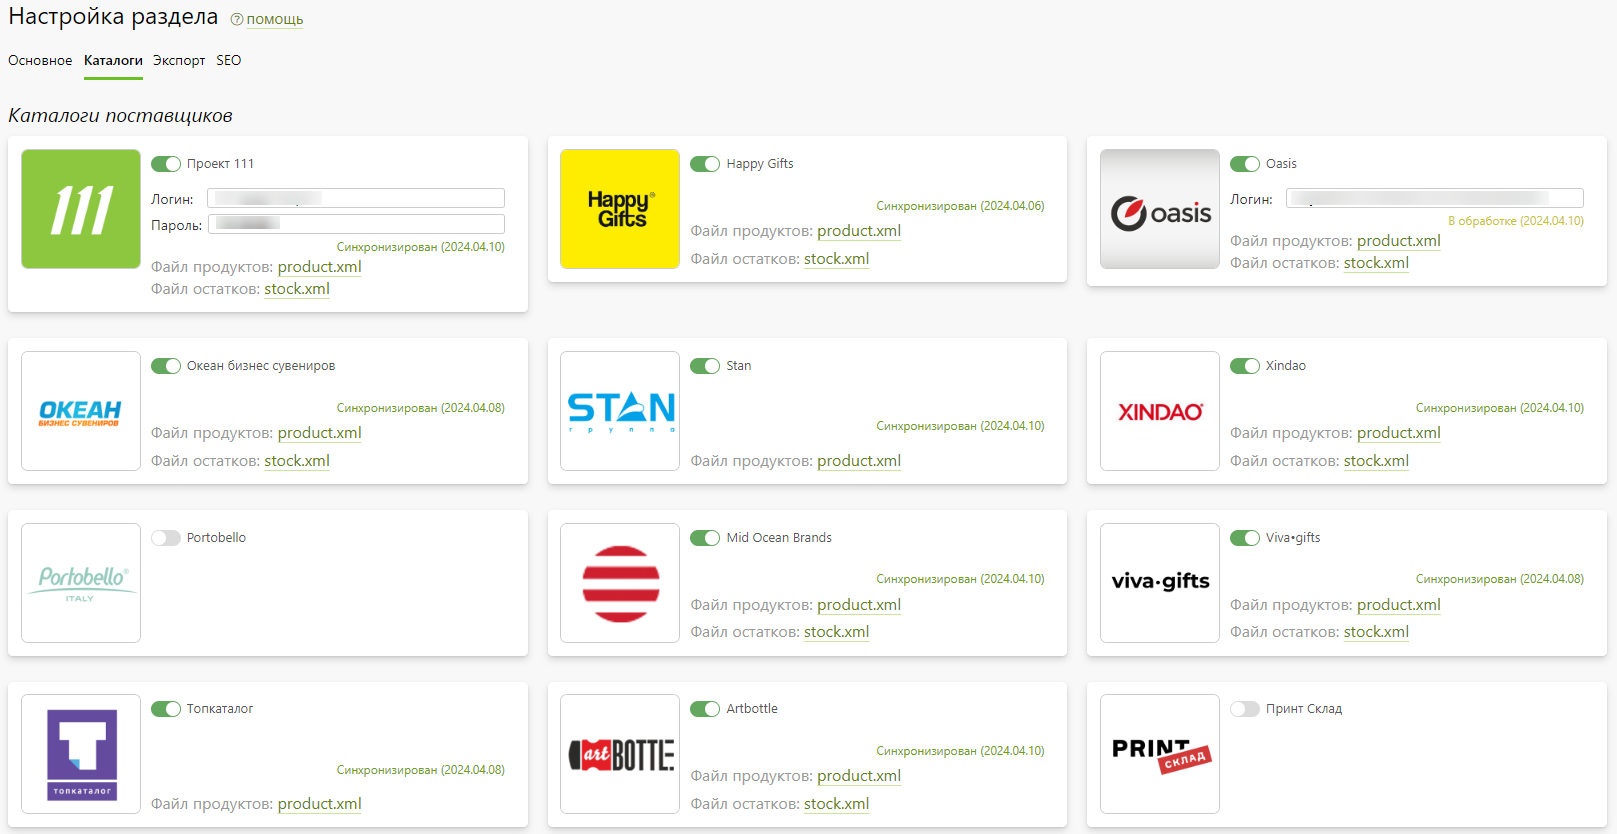 Настройка раздела ? помощь
Основное Каталоги Экспорт SEO
Каталоги поставщиков
111
Проект 111
Логин:
Пароль:
Синхронизирован (2024.04.10)
Файл продуктов: product.xml
Файл остатков: stock.xml
Happy®
Gifts
Happy Gifts
Синхронизирован (2024.04.06)
Файл продуктов: product.xml
Файл остатков: stock.xml
oasis
Oasis
Логин:
В обработке (2024.04.10)
Файл продуктов: product.xml
Файл остатков: stock.xml
ОКЕАН
БИЗНЕС СУВЕНИРОВ
Океан бизнес сувениров
Синхронизирован (2024.04.08)
Файл продуктов: product.xml
Файл остатков: stock.xml
STAN
группа
Stan
Синхронизирован (2024.04.10)
Файл продуктов: product.xml
XINDAO®
Xindao
Синхронизирован (2024.04.10)
Файл продуктов: product.xml
Файл остатков: stock.xml
Portobello®
ITALY
Portobello
Mid Ocean Brands
Синхронизирован (2024.04.10)
Файл продуктов: product.xml
Файл остатков: stock.xml
viva•gifts
Viva•gifts
Синхронизирован (2024.04.08)
Файл продуктов: product.xml
Файл остатков: stock.xml
Т
топкаталог
Топкаталог
Синхронизирован (2024.04.08)
Файл продуктов: product.xml
art BOTTLE
Artbottle
Синхронизирован (2024.04.10)
Файл продуктов: product.xml
Файл остатков: stock.xml
PRINT
СКЛАД
Принт Склад